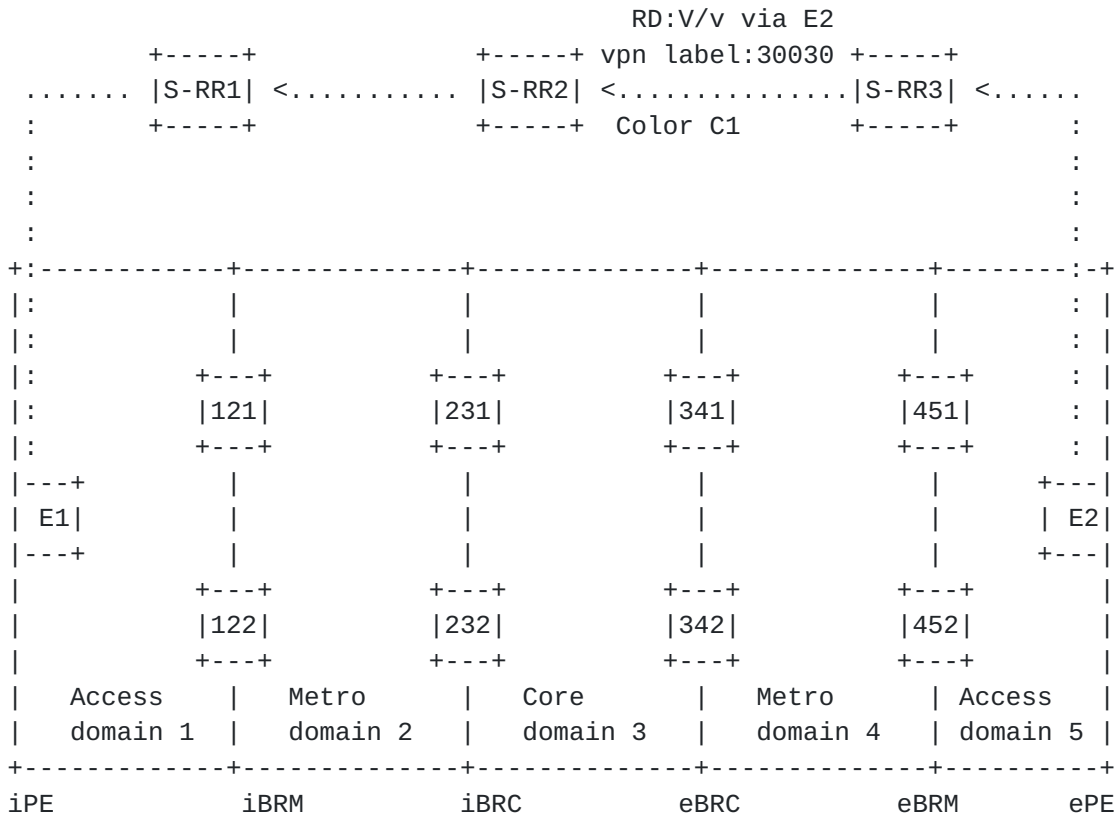 RD:V/v via E2
+-----+ +-----+ vpn label:30030 +-----+
....... |S-RR1| <........... |S-RR2| <...............|S-RR3| <......
: +-----+ +-----+ Color C1 +-----+ :
: :
: :
: :
+:------------+--------------+--------------+--------------+--------:-+
|: | | | | : |
|: | | | | : |
|: +---+ +---+ +---+ +---+ : |
|: |121| |231| |341| |451| : |
|: +---+ +---+ +---+ +---+ : |
|---+ | | | | +---|
| E1| | | | | | E2|
|---+ | | | | +---|
| +---+ +---+ +---+ +---+ |
| |122| |232| |342| |452| |
| +---+ +---+ +---+ +---+ |
| Access | Metro | Core | Metro | Access |
| domain 1 | domain 2 | domain 3 | domain 4 | domain 5 |
+-------------+--------------+--------------+--------------+----------+
iPE iBRM iBRC eBRC eBRM ePE